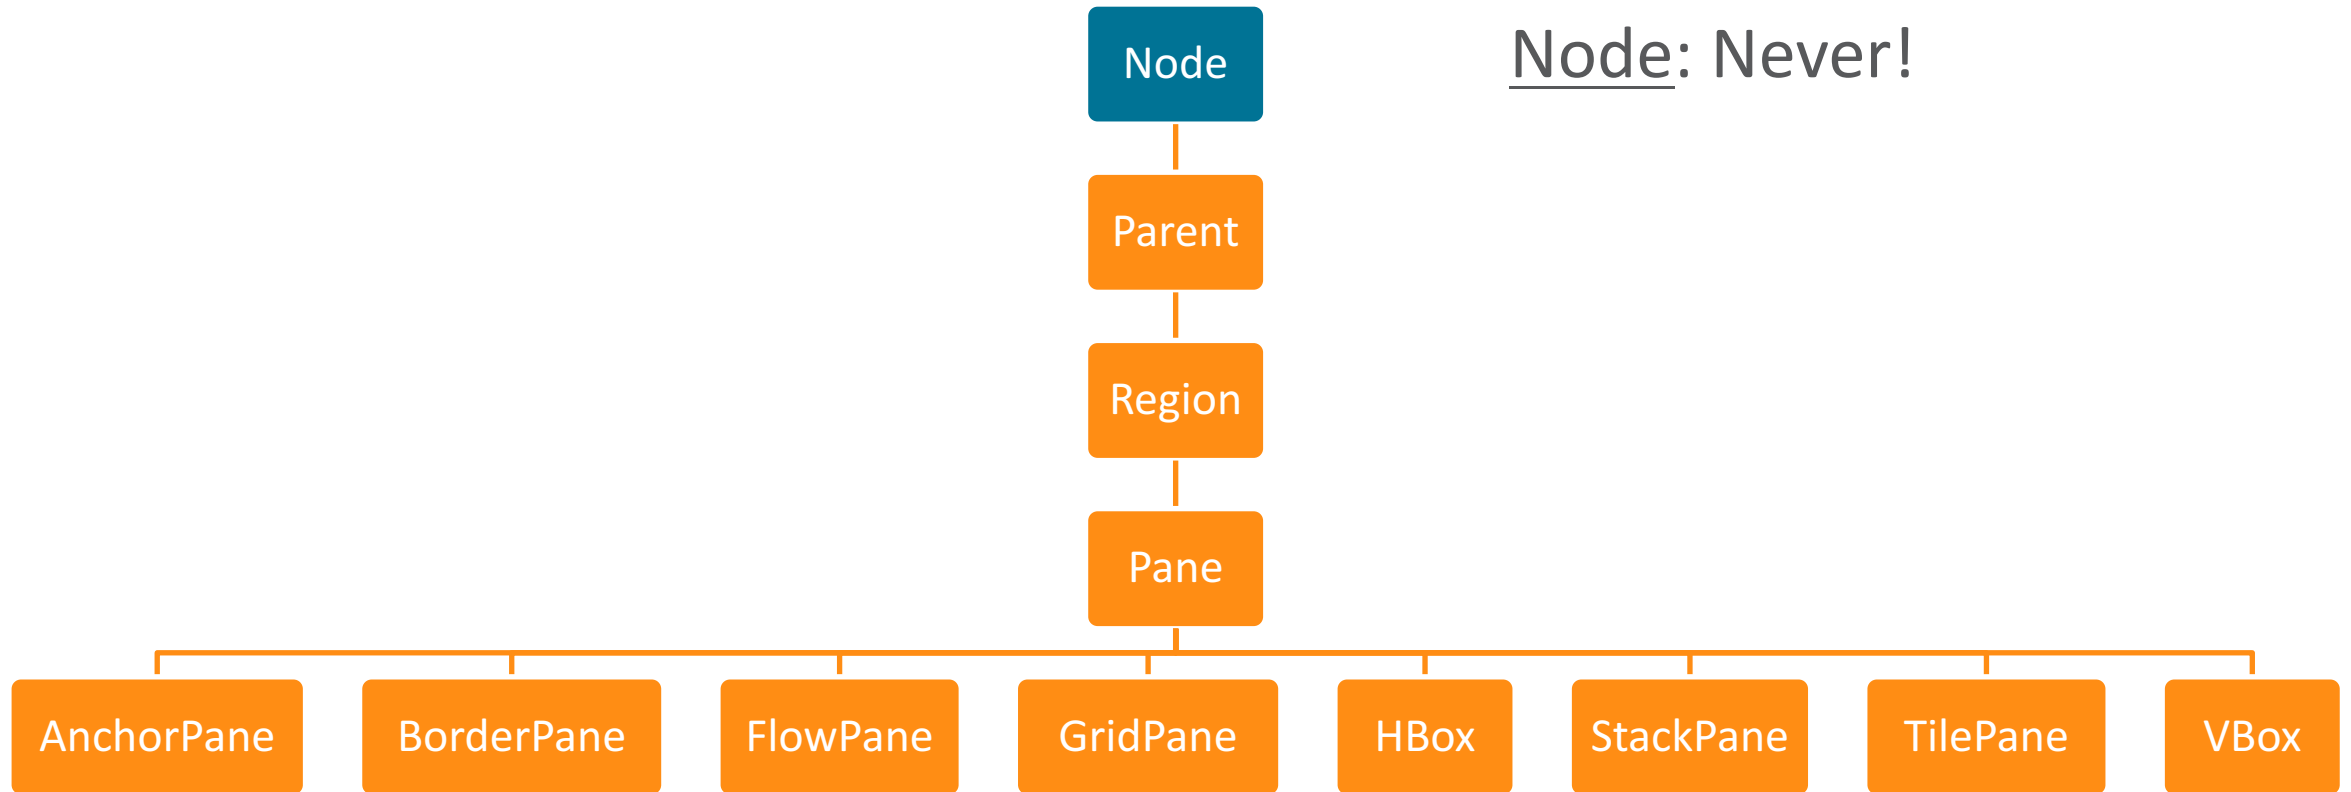 Node
Node: Never!
Parent
Region
Pane
AnchorPane
BorderPane
FlowPane
GridPane
HBox
StackPane
TilePane
VBox